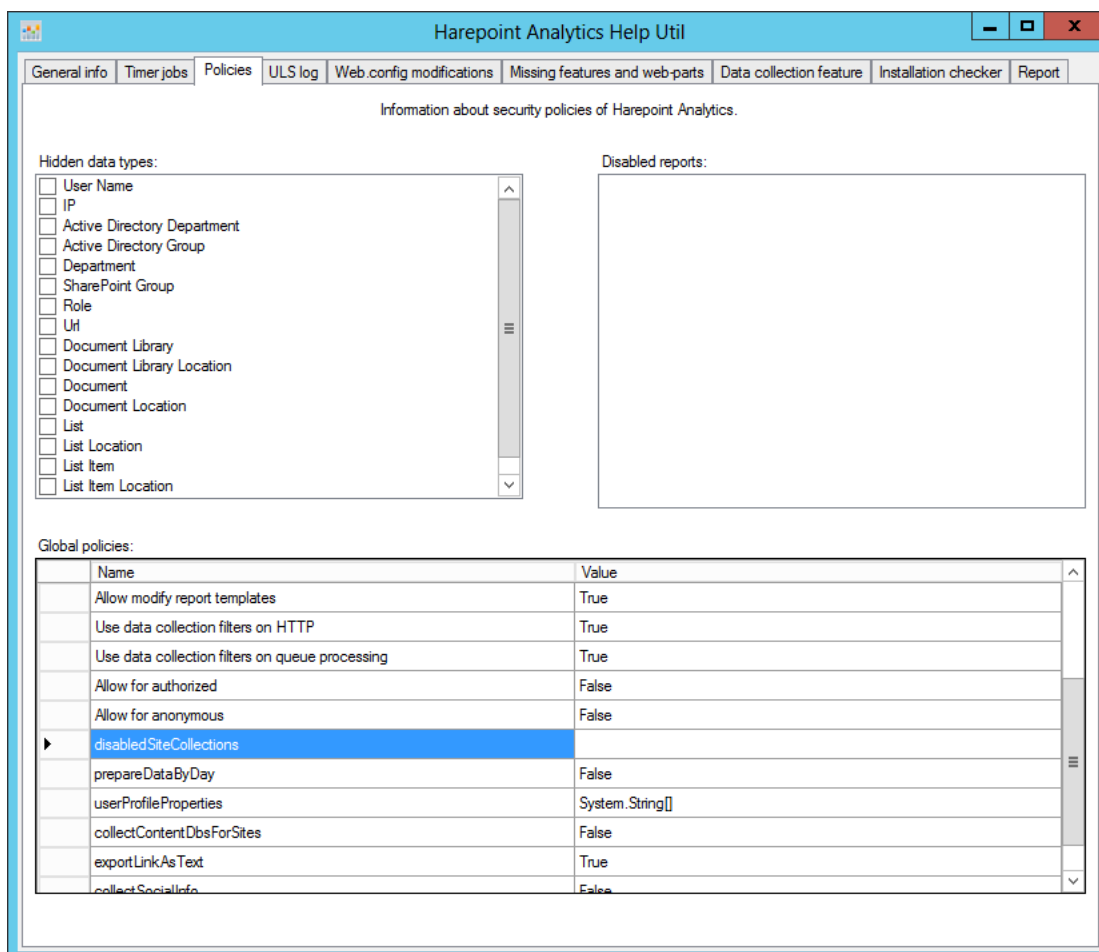 Harepoint Analytics Help Util
General info Timer jobs Policies ULS log Web.config modifications Missing features and web-parts Data collection feature Installation checker Report
Information about security policies of Harepoint Analytics.
Hidden data types:
Disabled reports:
User Name
IP
Active Directory Department
Active Directory Group
Department
SharePoint Group
Role
Url
Document Library
Document Library Location
Document
Document Location
List
List Location
List Item
List Item Location
Global policies:
Name Value
Allow modify report templates True
Use data collection filters on HTTP True
Use data collection filters on queue processing True
Allow for authorized False
Allow for anonymous False
disabledSiteCollections
prepareDataByDay False
userProfileProperties System.String[]
collectContentDbsForSites False
exportLinkAsText True
collectSocialInfo False